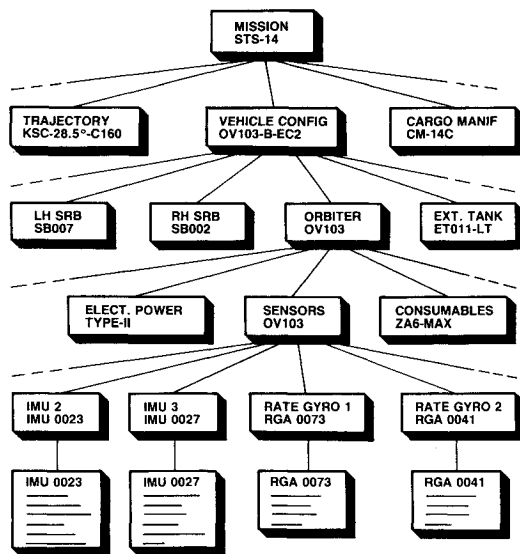 MISSION
STS-14
TRAJECTORY
KSC-28.5°-C160
VEHICLE CONFIG
OV103-B-EC2
CARGO MANIF
CM-14C
LH SRB
SB007
RH SRB
SB002
ORBITER
OV103
EXT. TANK
ET011-LT
ELECT. POWER
TYPE-II
SENSORS
OV103
CONSUMABLES
ZA6-MAX
IMU 2
IMU 0023
IMU 3
IMU 0027
RATE GYRO 1
RGA 0073
RATE GYRO 2
RGA 0041
IMU 0023
IMU 0027
RGA 0073
RGA 0041